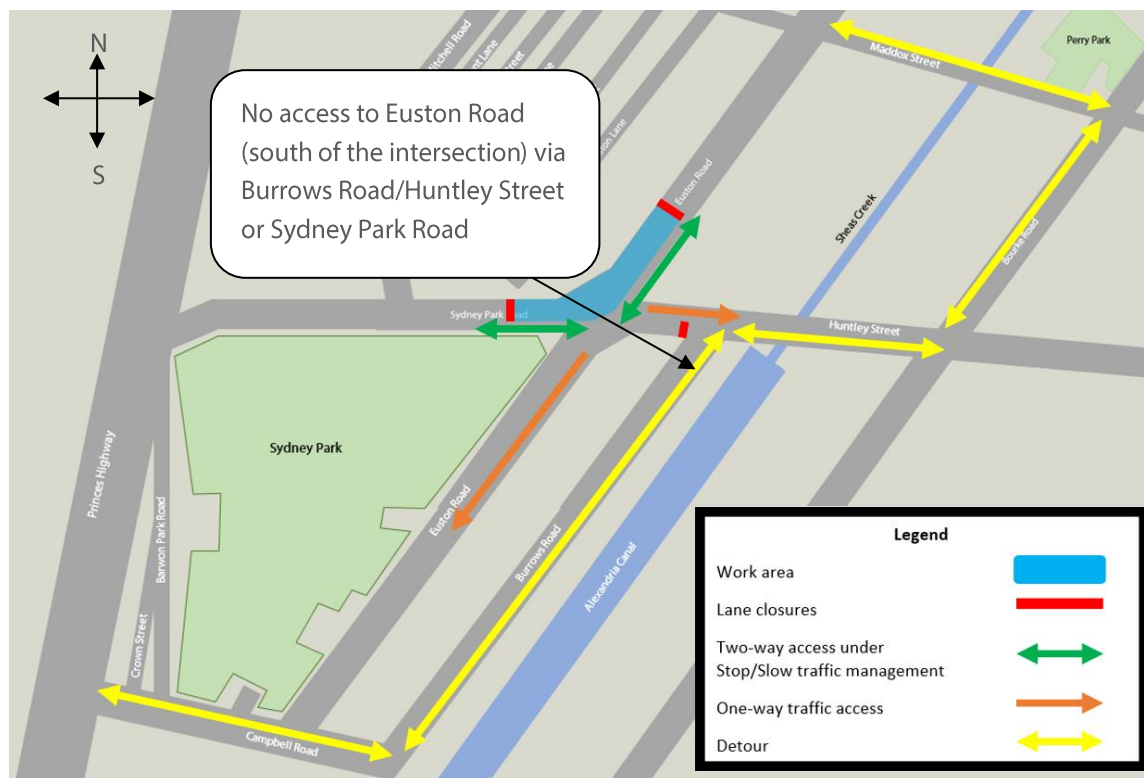 N
S
No access to Euston Road
(south of the intersection) via
Burrows Road/Huntley Street
or Sydney Park Road
Perry Park
Maddox Street
Euston Road
Sheas Creek
Bourke Road
Sydney Park Road
Huntley Street
Sydney Park
Princes Highway
Barwon Park Road
Crown Street
Euston Road
Burrows Road
Alexandria Canal
Campbell Road
Legend
Work area
Lane closures
Two-way access under
Stop/Slow traffic management
One-way traffic access
Detour